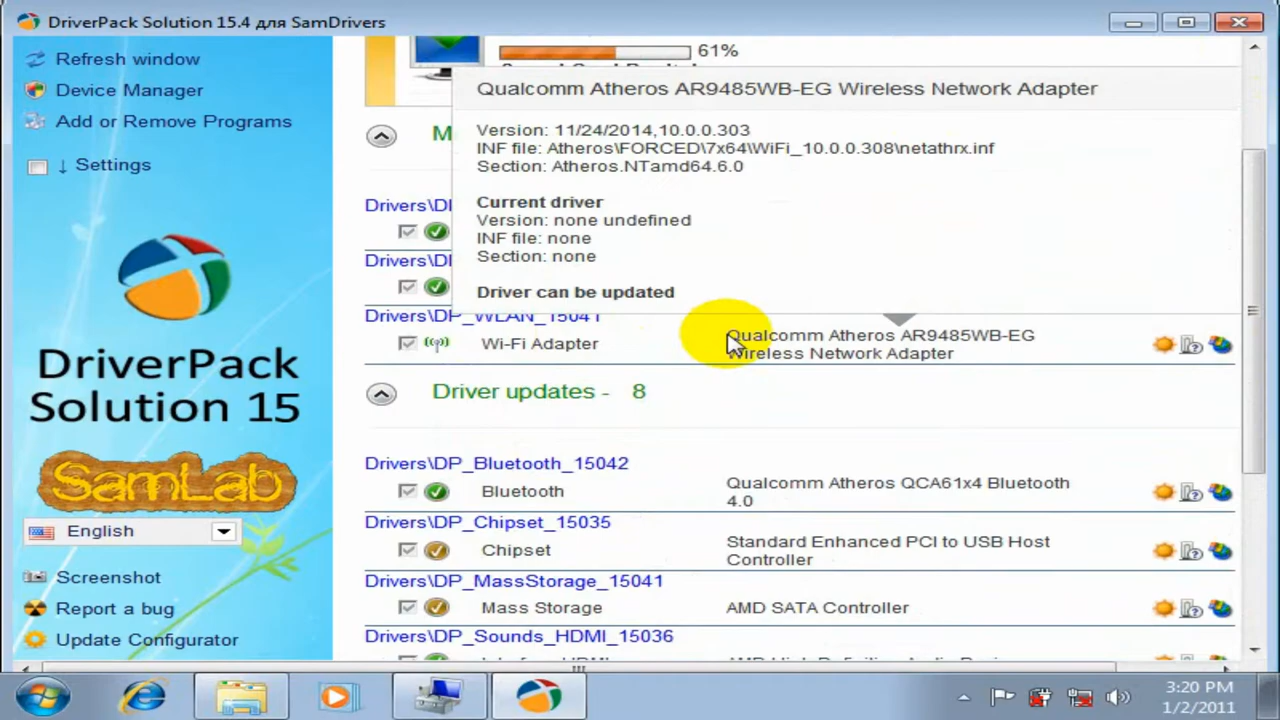 DriverPack Solution 15.4 для SamDrivers
Refresh window
Device Manager
Add or Remove Programs
↓ Settings
DriverPack
Solution 15
SamLab
English
Screenshot
Report a bug
Update Configurator
61%
Qualcomm Atheros AR9485WB-EG Wireless Network Adapter
Version: 11/24/2014,10.0.0.303
INF file: Atheros\FORCED\7x64\WiFi_10.0.0.308\netathrx.inf
Section: Atheros.NTamd64.6.0
Current driver
Version: none undefined
INF file: none
Section: none
Driver can be updated
M
Drivers\D
Drivers\D
Drivers\DP_WLAN_15041
Wi-Fi Adapter
Qualcomm Atheros AR9485WB-EG
Wireless Network Adapter
Driver updates - 8
Drivers\DP_Bluetooth_15042
Bluetooth
Qualcomm Atheros QCA61x4 Bluetooth
4.0
Drivers\DP_Chipset_15035
Chipset
Standard Enhanced PCI to USB Host
Controller
Drivers\DP_MassStorage_15041
Mass Storage
AMD SATA Controller
Drivers\DP_Sounds_HDMI_15036
3:20 PM
1/2/2011